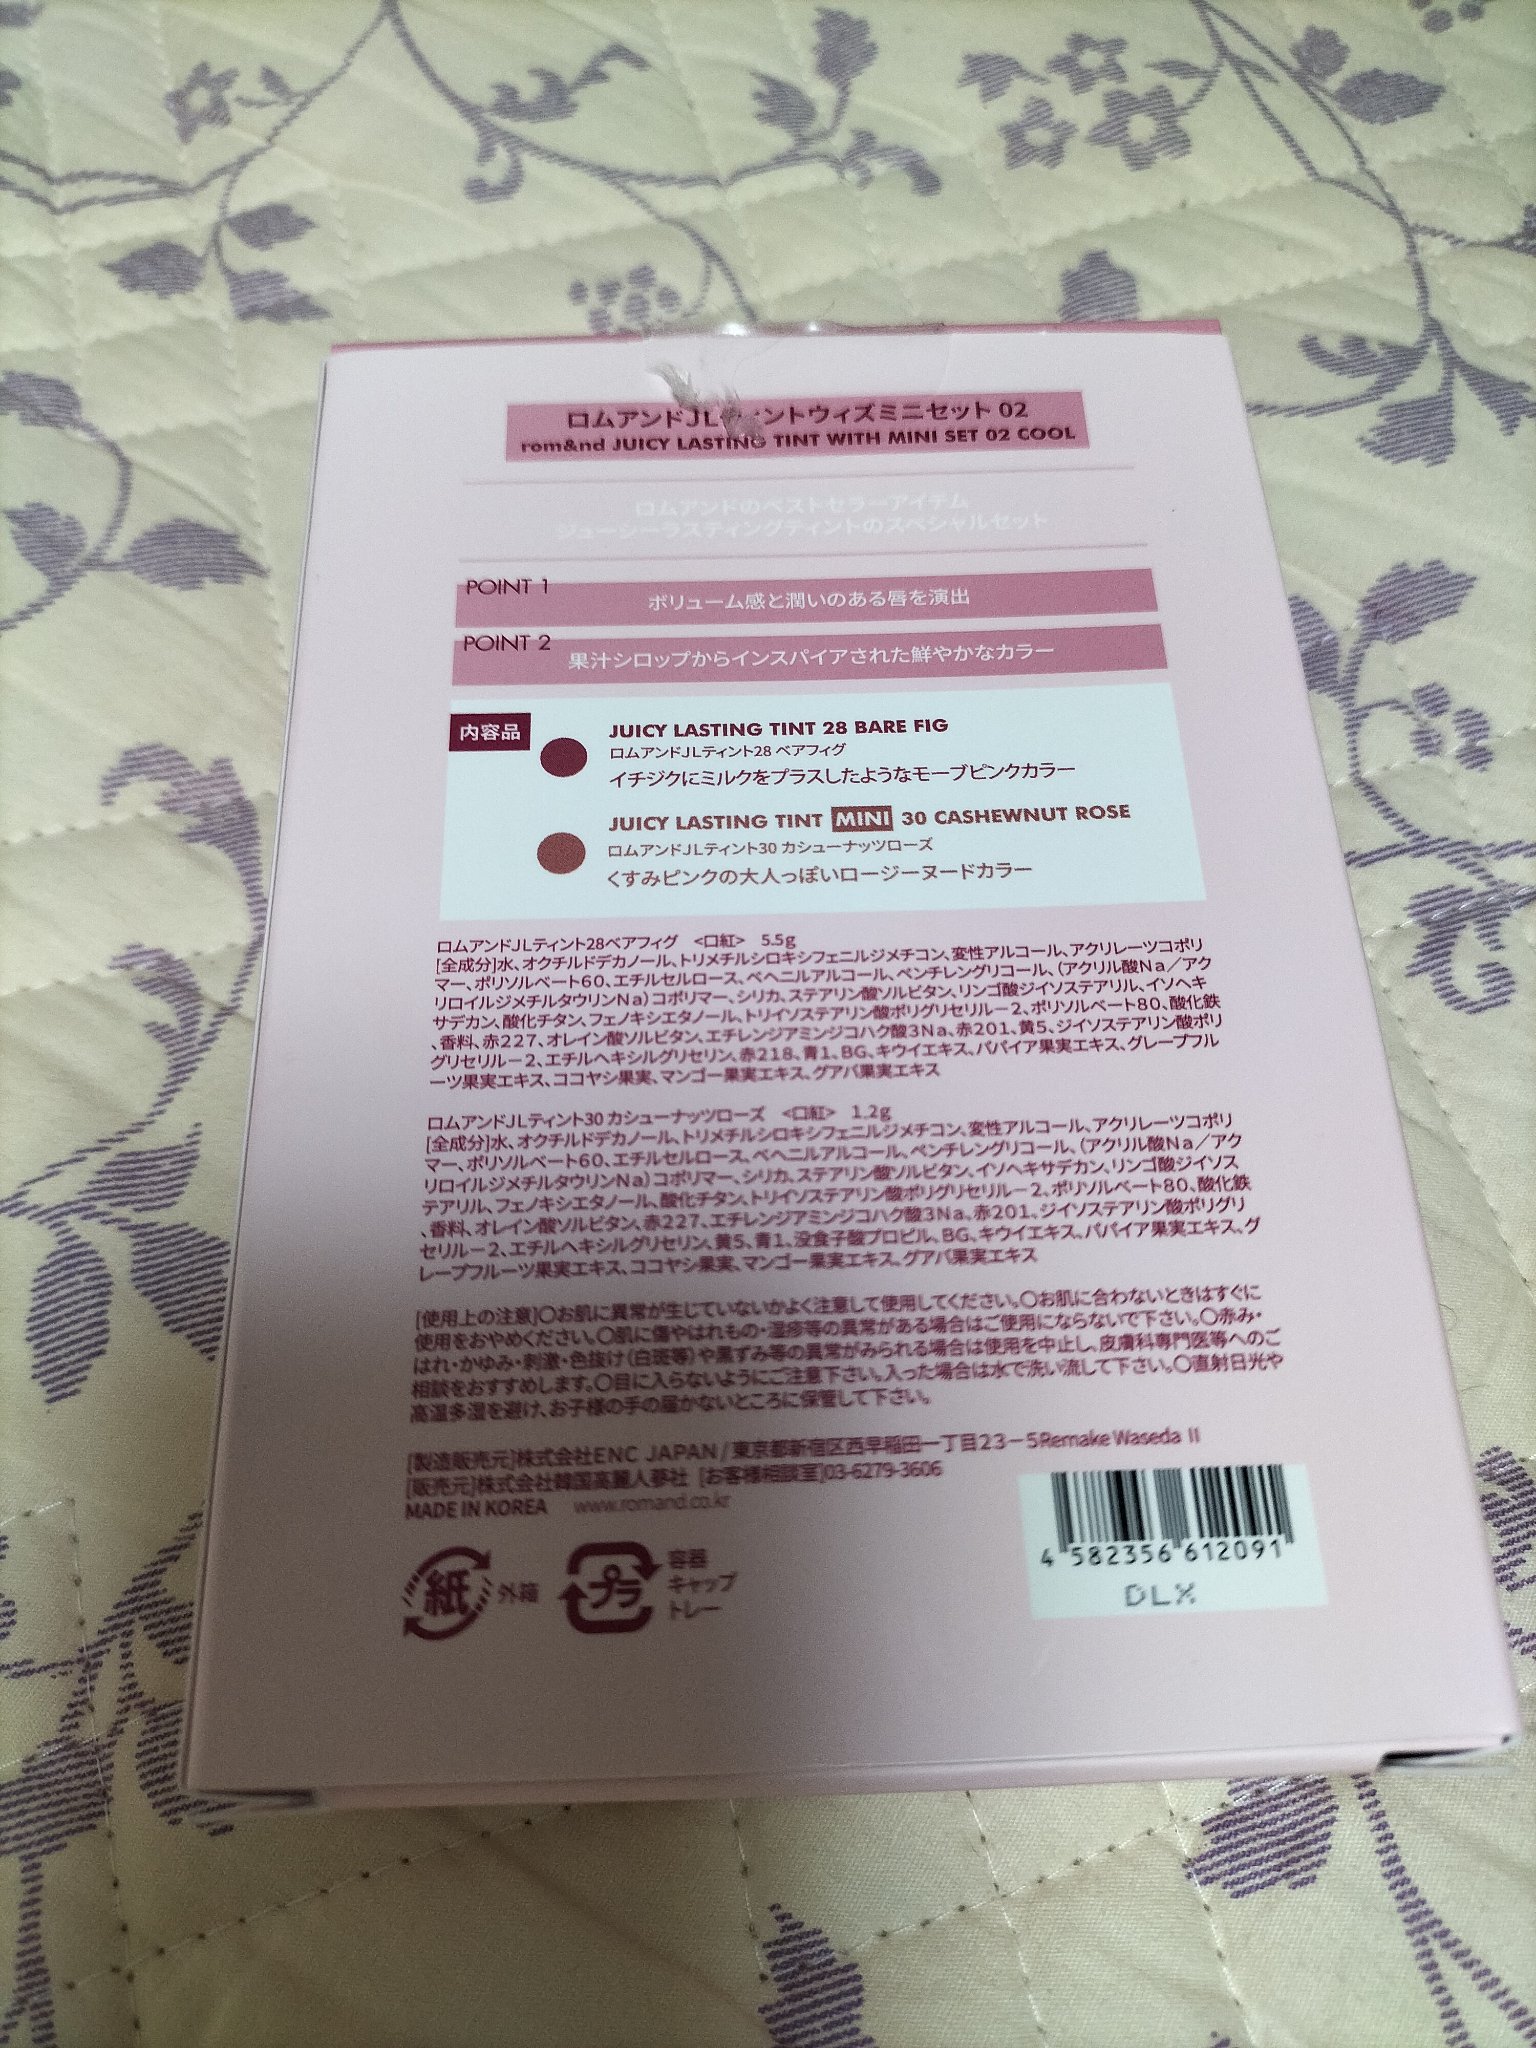 ロムアンドJLティントウィズミニセット 02
rom&nd JUICY LASTING TINT WITH MINI SET 02 COOL
ロムアンドのベストセラーアイテム
ジューシーラスティングティントのスペシャルセット
POINT 1
ボリューム感と潤いのある唇を演出
POINT 2
果汁シロップからインスパイアされた鮮やかなカラー
内容品
JUICY LASTING TINT 28 BARE FIG
ロムアンドJLティント28 ベアフィグ
イチジクにミルクをプラスしたようなモーブピンクカラー
JUICY LASTING TINT MINI 30 CASHEWNUT ROSE
ロムアンドJLティント30 カシューナッツローズ
くすみピンクの大人っぽいロージーヌードカラー
ロムアンドJLティント28ベアフィグ <口紅> 5.5g
[全成分]水、オクチルドデカノール、トリメチルシロキシフェニルジメチコン、変性アルコール、アクリレーツコポリ
マー、ポリソルベート60、エチルセルロース、ベヘニルアルコール、ペンチレングリコール、(アクリル酸Na/アク
リロイルジメチルタウリンNa)コポリマー、シリカ、ステアリン酸ソルビタン、リンゴ酸ジイソステアリル、イソヘキ
サデカン、酸化チタン、フェノキシエタノール、トリイソステアリン酸ポリグリセリル-2、ポリソルベート80、酸化鉄
、香料、赤227、オレイン酸ソルビタン、エチレンジアミンジコハク酸3Na、赤201、黄5、ジイソステアリン酸ポリ
グリセリル-2、エチルヘキシルグリセリン、赤218、青1、BG、キウイエキス、パパイア果実エキス、グレープフル
ーツ果実エキス、ココヤシ果実、マンゴー果実エキス、グアバ果実エキス
ロムアンドJLティント30 カシューナッツローズ <口紅> 1.2g
[全成分]水、オクチルドデカノール、トリメチルシロキシフェニルジメチコン、変性アルコール、アクリレーツコポリ
マー、ポリソルベート60、エチルセルロース、ベヘニルアルコール、ペンチレングリコール、(アクリル酸Na/アク
リロイルジメチルタウリンNa)コポリマー、シリカ、ステアリン酸ソルビタン、イソヘキサデカン、リンゴ酸ジイソス
テアリル、フェノキシエタノール、酸化チタン、トリイソステアリン酸ポリグリセリル-2、ポリソルベート80、酸化鉄
、香料、オレイン酸ソルビタン、赤227、エチレンジアミンジコハク酸3Na、赤201、ジイソステアリン酸ポリグリ
セリル-2、エチルヘキシルグリセリン、黄5、青1、没食子酸プロピル、BG、キウイエキス、パパイア果実エキス、グ
レープフルーツ果実エキス、ココヤシ果実、マンゴー果実エキス、グアバ果実エキス
[使用上の注意]〇お肌に異常が生じていないかよく注意して使用してください。〇お肌に合わないときはすぐに
使用をおやめください。〇肌に傷やはれもの・湿疹等の異常がある場合はご使用にならないで下さい。〇赤み・
はれ・かゆみ・刺激・色抜け(白斑等)や黒ずみ等の異常がみられる場合は使用を中止し、皮膚科専門医等へのご
相談をおすすめします。〇目に入らないようにご注意下さい。入った場合は水で洗い流して下さい。〇直射日光や
高温多湿を避け、お子様の手の届かないところに保管して下さい。
[製造販売元]株式会社ENC JAPAN/東京都新宿区西早稲田一丁目23-5Remake Waseda II
[販売元]株式会社韓国高麗人蔘社 [お客様相談室]03-6279-3606
MADE IN KOREA www.romand.co.kr
紙 外箱
プラ 容器
キャップ
トレー
4 582356 612091
DLX